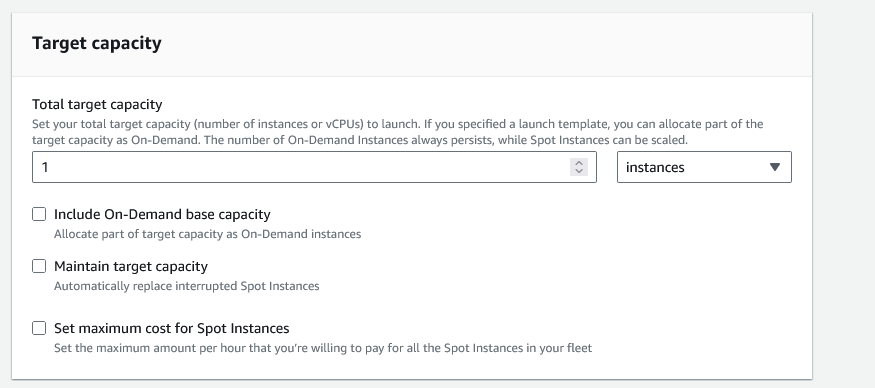 Target capacity
Total target capacity
Set your total target capacity (number of instances or vCPUs) to launch. If you specified a launch template, you can allocate part of the
target capacity as On-Demand. The number of On-Demand Instances always persists, while Spot Instances can be scaled.
1
instances
Include On-Demand base capacity
Allocate part of target capacity as On-Demand instances
Maintain target capacity
Automatically replace interrupted Spot Instances
Set maximum cost for Spot Instances
Set the maximum amount per hour that you're willing to pay for all the Spot Instances in your fleet